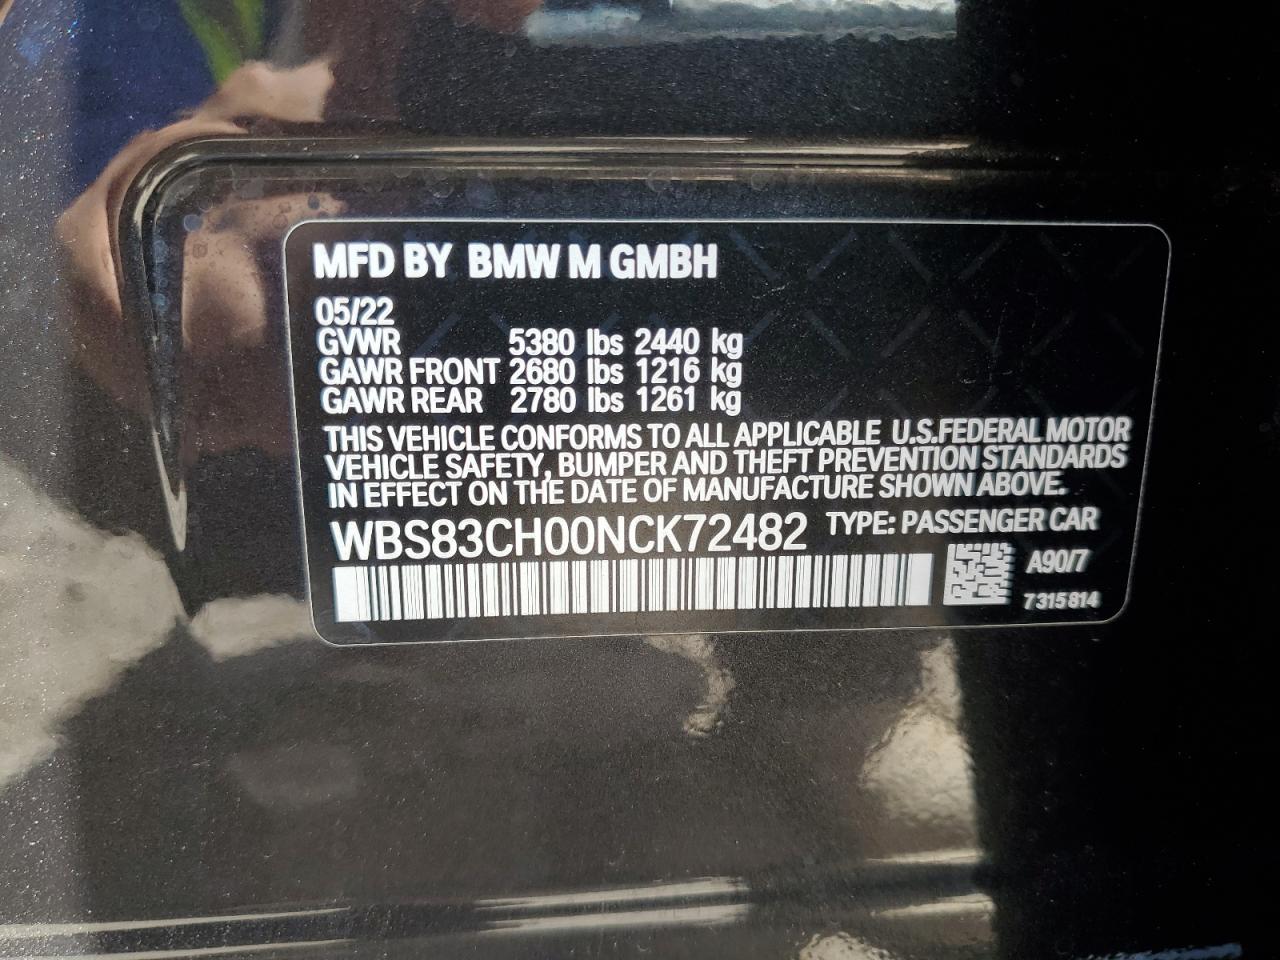 MFD BY BMW M GMBH
05/22
GVWR 5380 lbs 2440 kg
GAWR FRONT 2680 lbs 1216 kg
GAWR REAR 2780 lbs 1261 kg
THIS VEHICLE CONFORMS TO ALL APPLICABLE U.S.FEDERAL MOTOR
VEHICLE SAFETY, BUMPER AND THEFT PREVENTION STANDARDS
IN EFFECT ON THE DATE OF MANUFACTURE SHOWN ABOVE.
WBS83CH00NCK72482 TYPE: PASSENGER CAR
A90/7
7315814